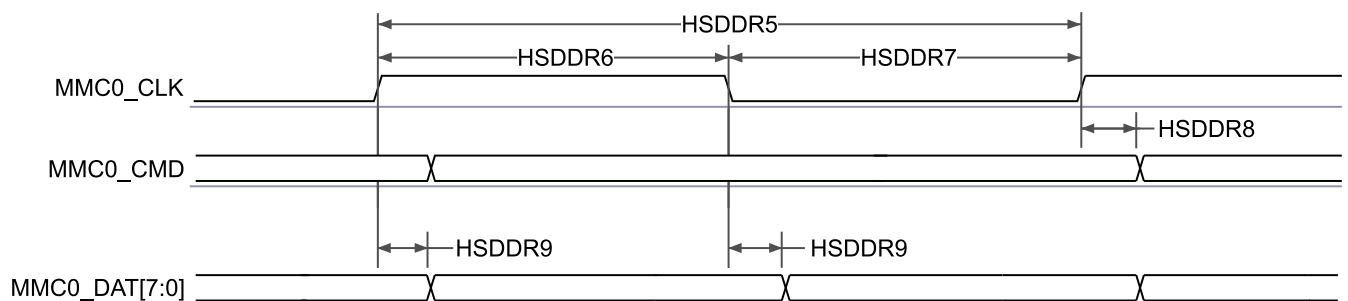 HSDDR5
HSDDR6 HSDDR7
MMC0_CLK
HSDDR8
MMC0_CMD
HSDDR9 HSDDR9
MMC0_DAT[7:0]